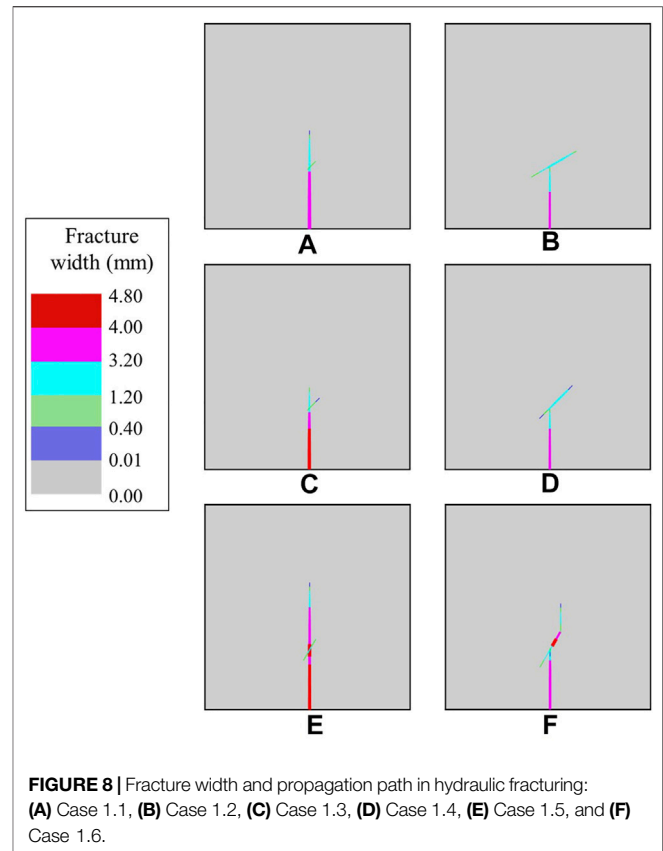 A
B
Fracture
width (mm)
4.80
4.00
3.20
1.20
0.40
0.01
0.00
C
D
E
F
FIGURE 8 | Fracture width and propagation path in hydraulic fracturing:
(A) Case 1.1, (B) Case 1.2, (C) Case 1.3, (D) Case 1.4, (E) Case 1.5, and (F)
Case 1.6.